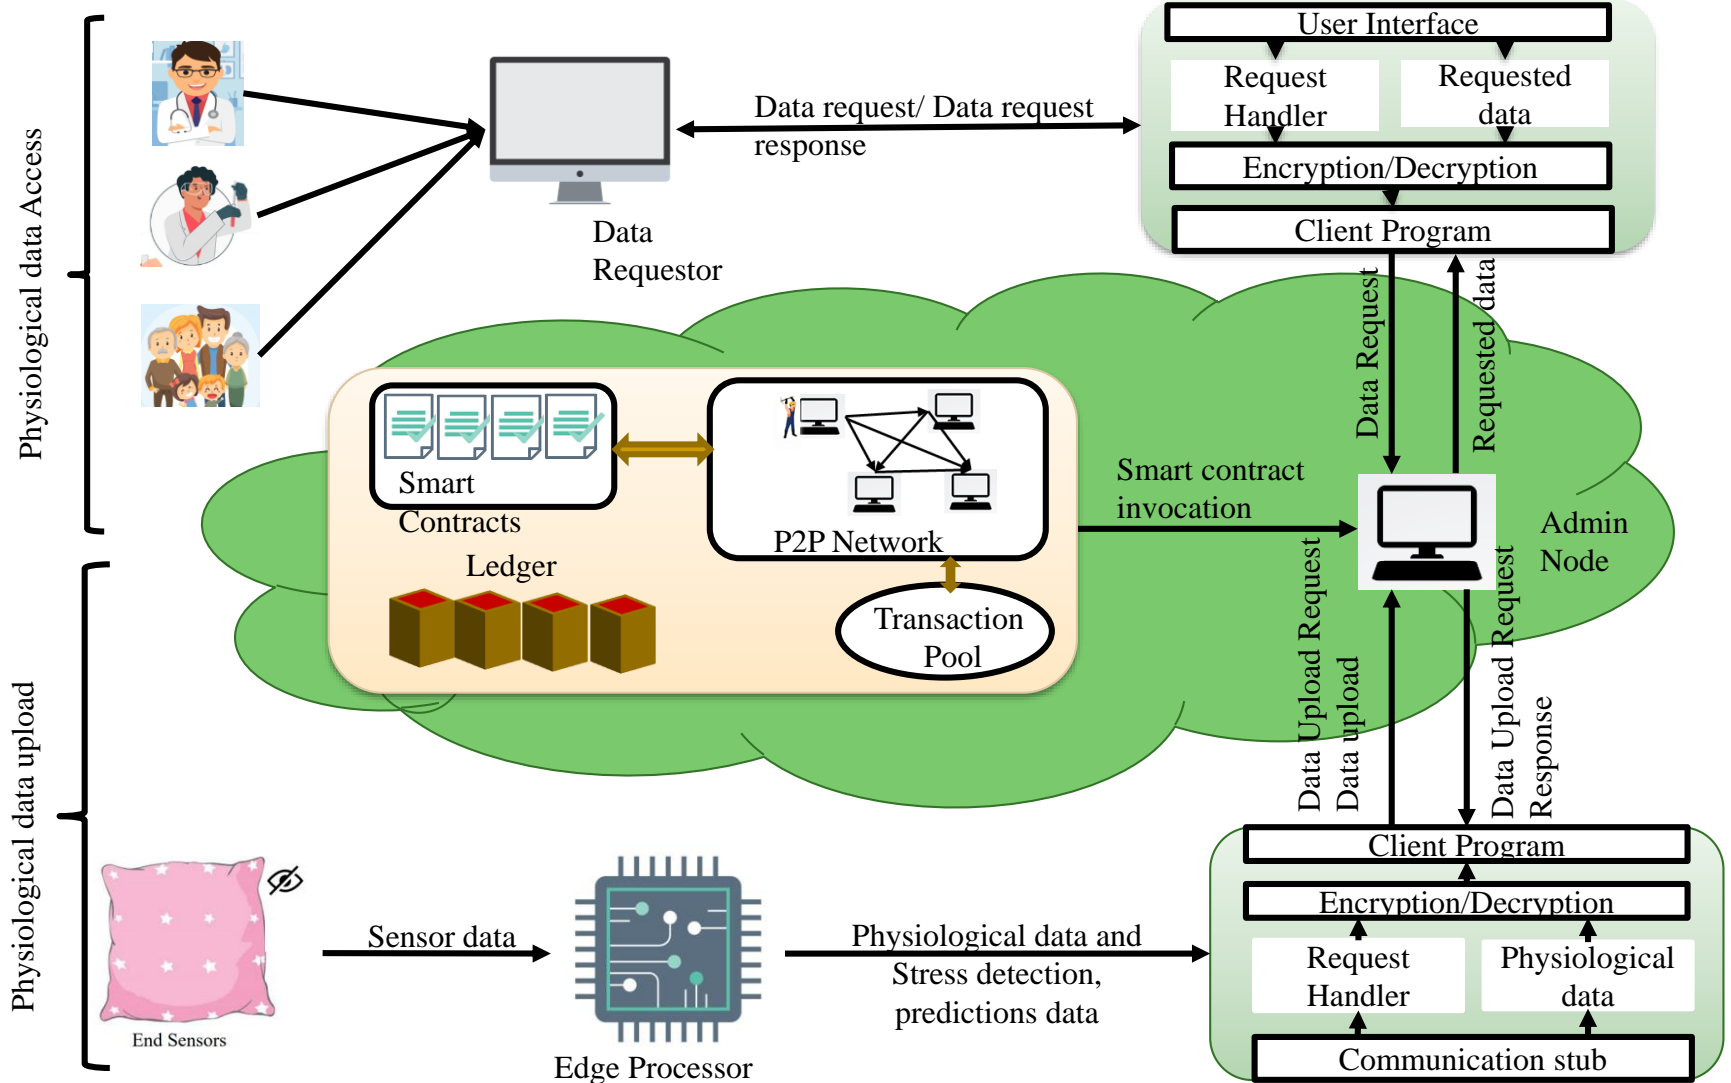 Physiological data Access
Data
Requestor
Data request/ Data request
response
User Interface
Request
Handler
Requested
data
Encryption/Decryption
Client Program
Data Request
Requested data
Smart
Contracts
P2P Network
Ledger
Transaction
Pool
Smart contract
invocation
Admin
Node
Data Upload Request
Data upload
Data Upload Request
Response
Physiological data upload
End Sensors
Sensor data
Edge Processor
Physiological data and
Stress detection,
predictions data
Client Program
Encryption/Decryption
Request
Handler
Physiological
data
Communication stub